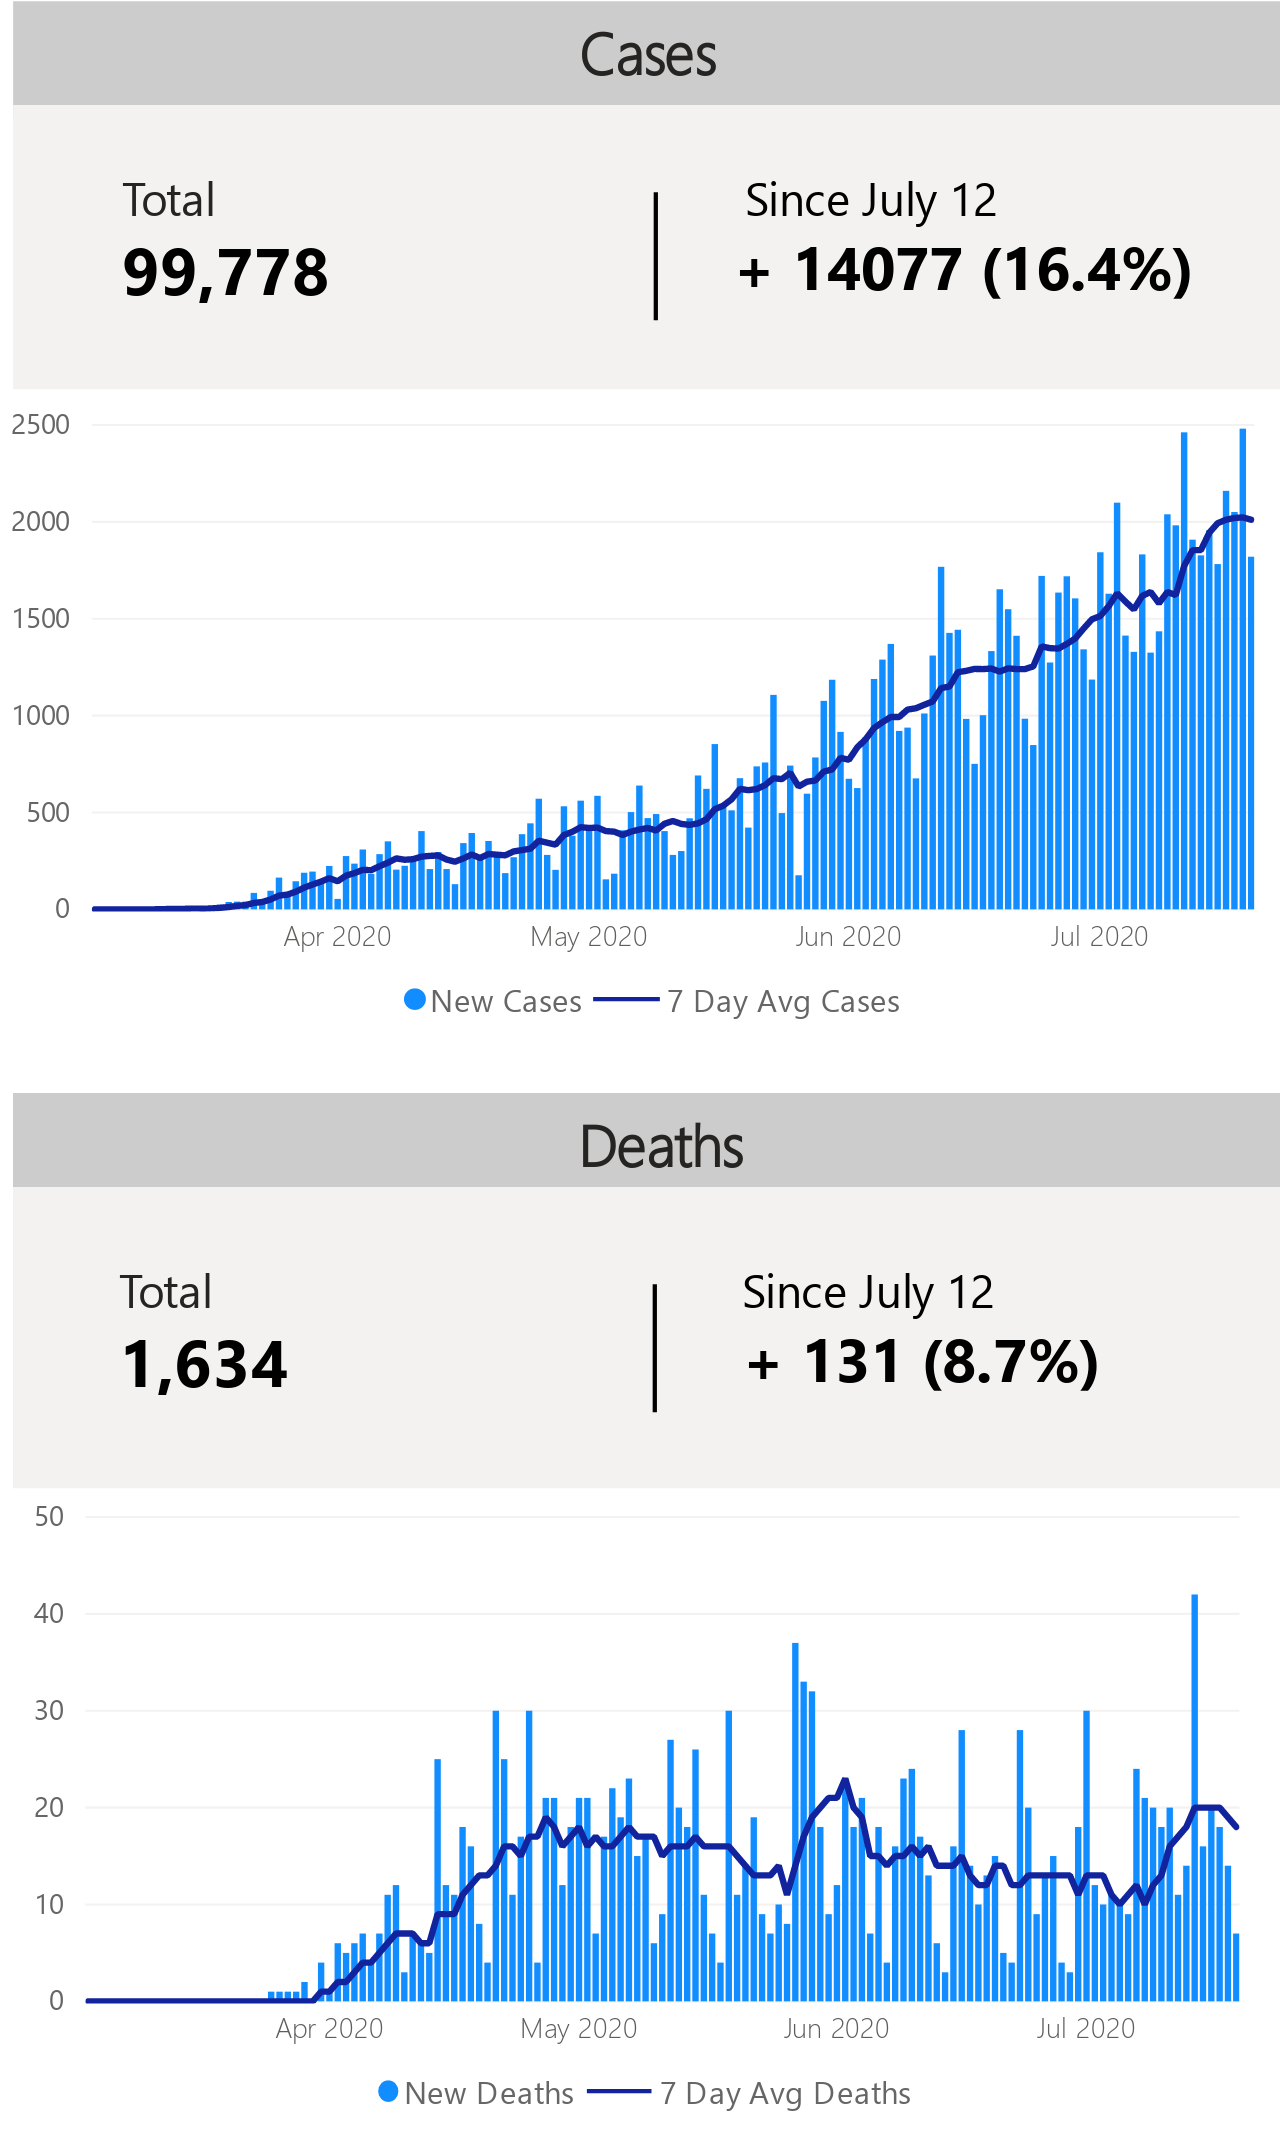 Cases
Total
Since July 12
99,778
+ 14077 (16.4%)
2500
2000
1500
1000
500
0
Apr 2020
May 2020
Jun 2020
Jul 2020
New Cases
7 Day Avg Cases
Deaths
Total
Since July 12
1,634
+ 131 (8.7%)
50
40
30
20
10
0
Apr 2020
May 2020
Jun 2020
Jul 2020
New Deaths
7 Day Avg Deaths